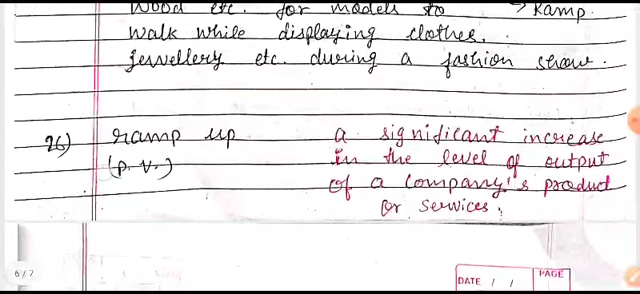 wood etc. for models to → Ramp.
walk while displaying clothes,
jewellery etc. during a fashion show.
26) ramp up a significant increase
(p. v.) in the level of output
of a company's product
or services.
6/7
PAGE
DATE / /